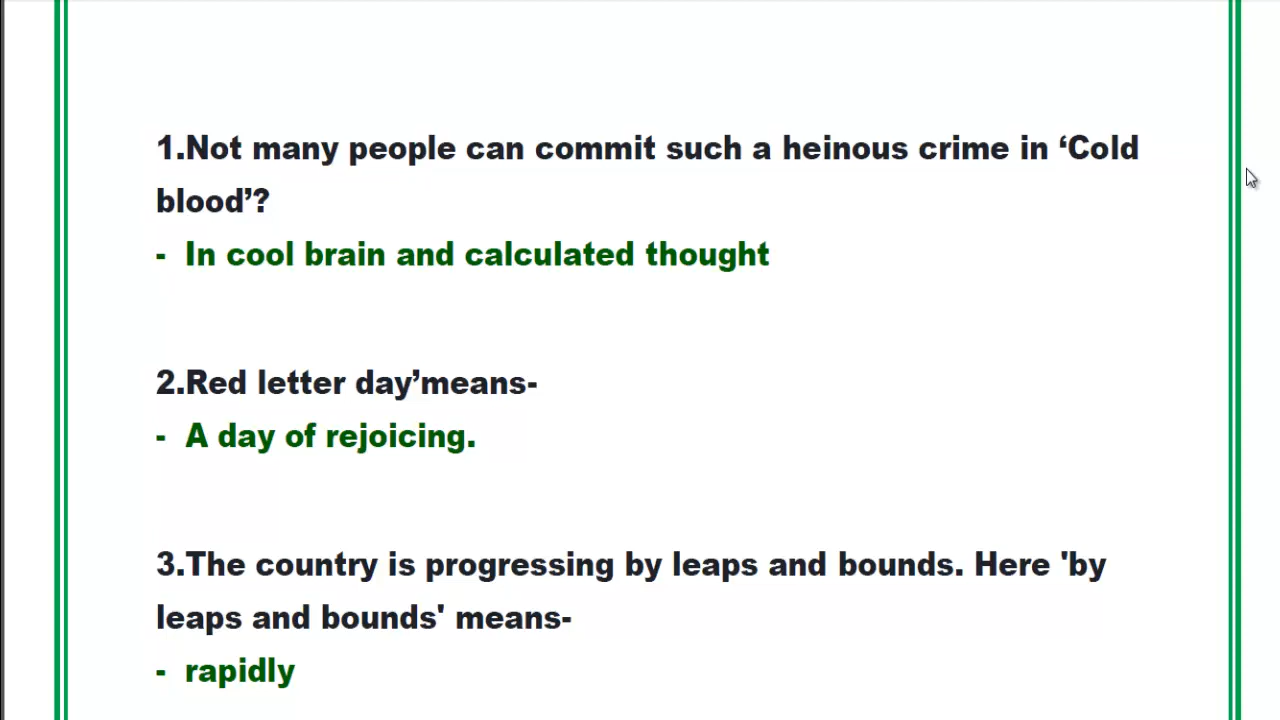 1.Not many people can commit such a heinous crime in ‘Cold
blood’?
- In cool brain and calculated thought
2.Red letter day’means-
- A day of rejoicing.
3.The country is progressing by leaps and bounds. Here 'by
leaps and bounds' means-
- rapidly